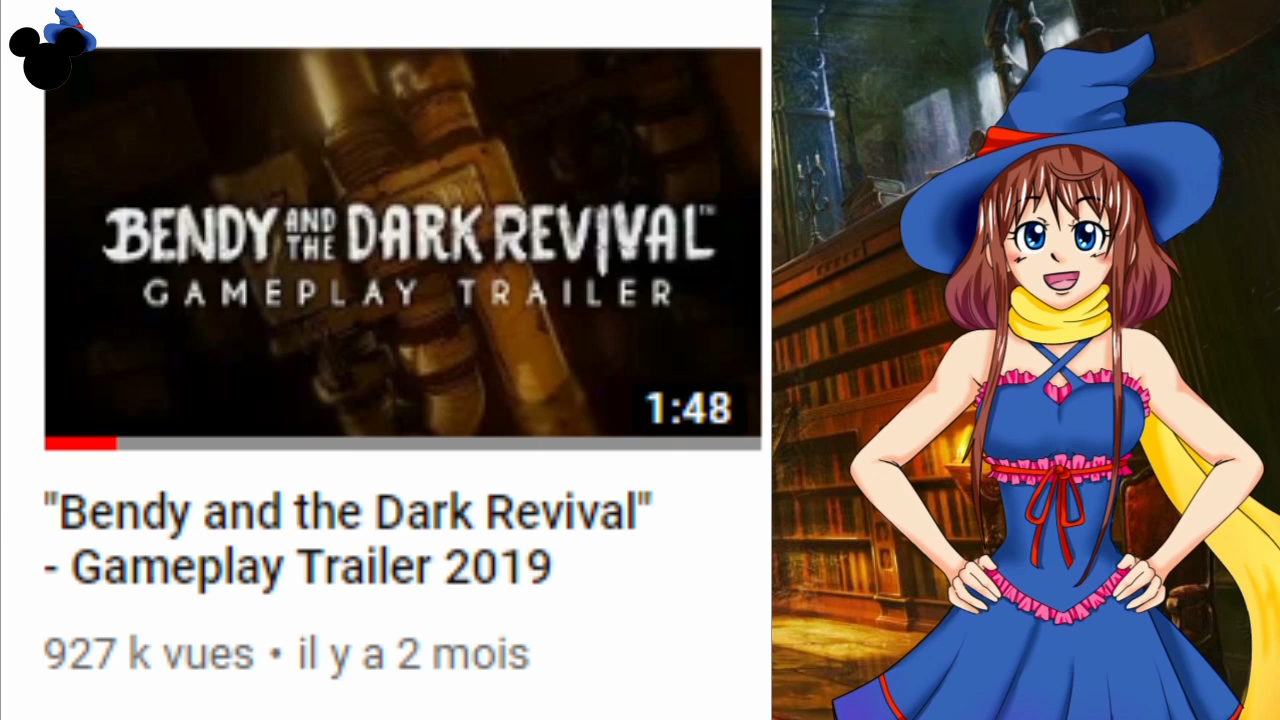 BENDY AND THE DARK REVIVAL™
GAMEPLAY TRAILER
1:48
"Bendy and the Dark Revival"
- Gameplay Trailer 2019
927 k vues • il y a 2 mois